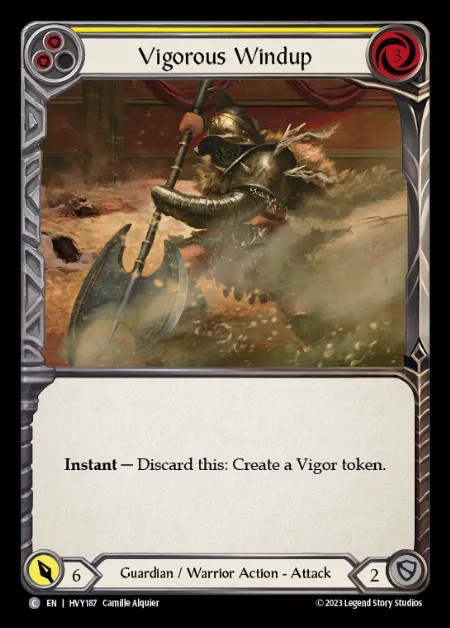 Vigorous Windup
3
Instant — Discard this: Create a Vigor token.
6
Guardian / Warrior Action - Attack
2
C EN | HVY187 Camille Alquier
© 2023 Legend Story Studios